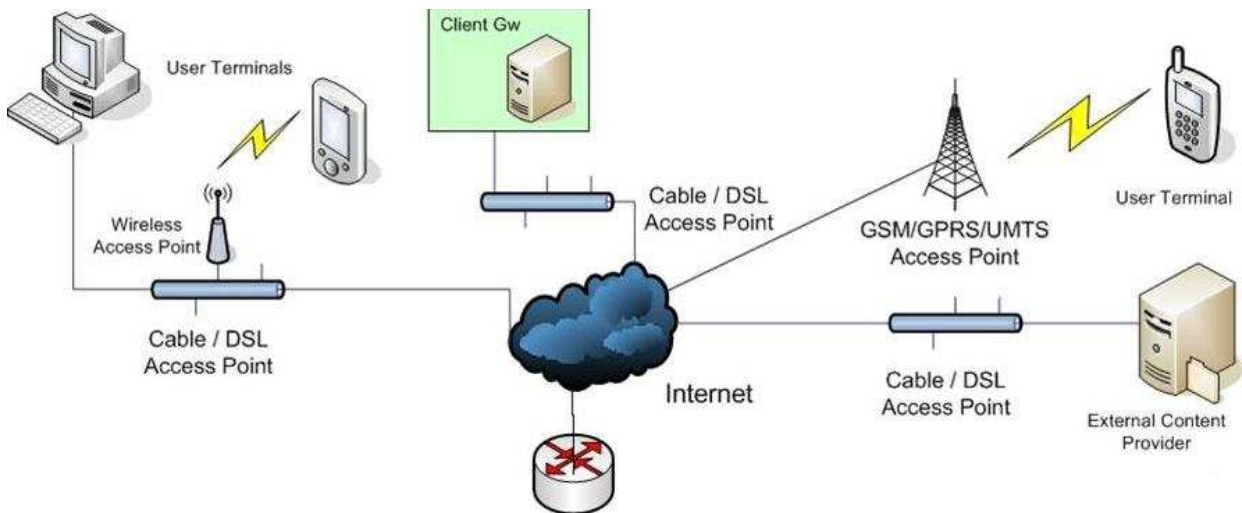 Client Gw
User Terminals
Wireless
Access Point
Cable / DSL
Access Point
Cable / DSL
Access Point
GSM/GPRS/UMTS
Access Point
User Terminal
Internet
Cable / DSL
Access Point
External Content
Provider